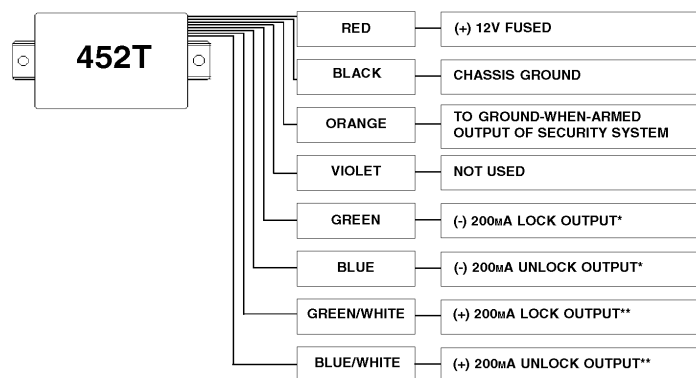 452T
RED
(+) 12V FUSED
BLACK
CHASSIS GROUND
ORANGE
TO GROUND-WHEN-ARMED
OUTPUT OF SECURITY SYSTEM
VIOLET
NOT USED
GREEN
(-) 200MA LOCK OUTPUT*
BLUE
(-) 200MA UNLOCK OUTPUT*
GREEN/WHITE
(+) 200MA LOCK OUTPUT**
BLUE/WHITE
(+) 200MA UNLOCK OUTPUT**